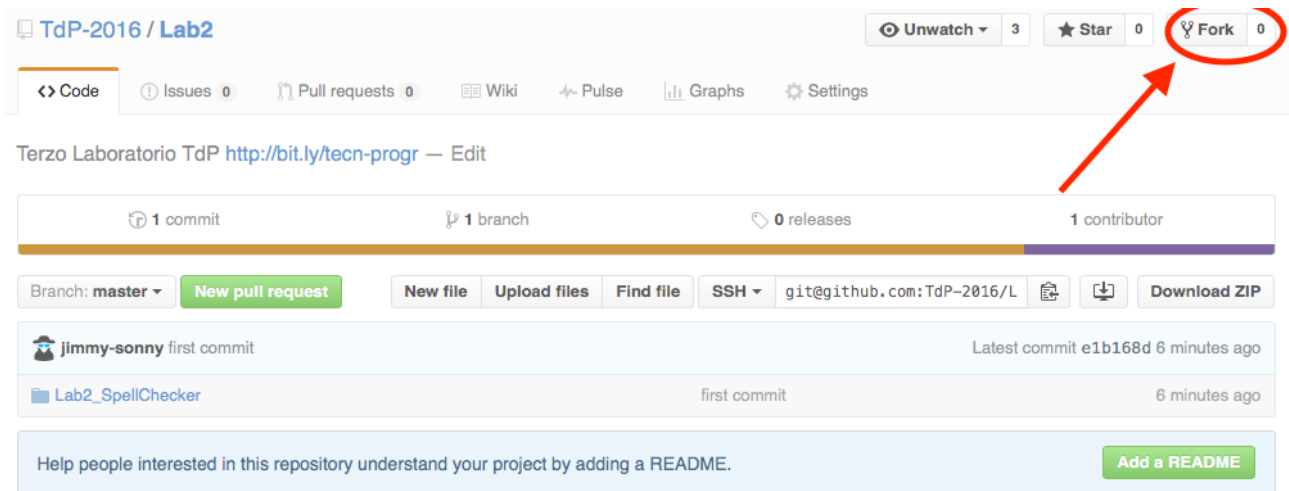 TdP-2016 / Lab2 Unwatch 3 Star 0 Fork 0
Code Issues 0 Pull requests 0 Wiki Pulse Graphs Settings
Terzo Laboratorio TdP http://bit.ly/tecn-progr — Edit
1 commit 1 branch 0 releases 1 contributor
Branch: master New pull request New file Upload files Find file SSH git@github.com:TdP-2016/L Download ZIP
jimmy-sonny first commit Latest commit e1b168d 6 minutes ago
Lab2_SpellChecker first commit 6 minutes ago
Help people interested in this repository understand your project by adding a README. Add a README